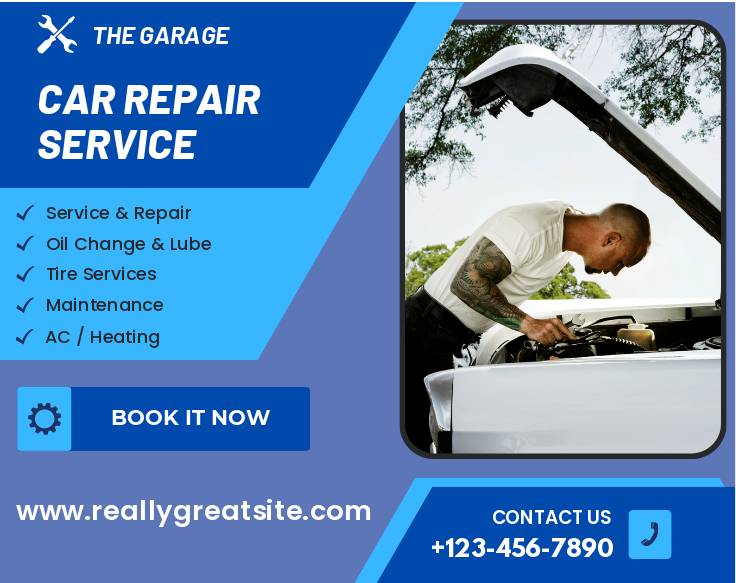 THE GARAGE
CAR REPAIR
SERVICE
Service & Repair
Oil Change & Lube
Tire Services
Maintenance
AC / Heating
BOOK IT NOW
www.reallygreatsite.com
CONTACT US
+123-456-7890